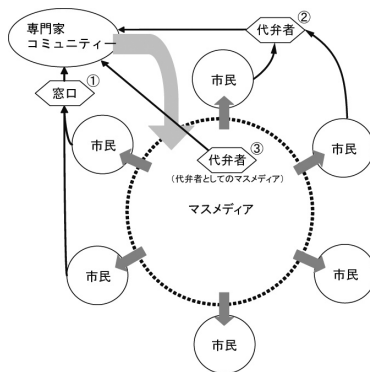 専門家
コミュニティー
代弁者
②
①
窓口
市民
市民
市民
代弁者
③
(代弁者としてのマスメディア)
マスメディア
市民
市民
市民